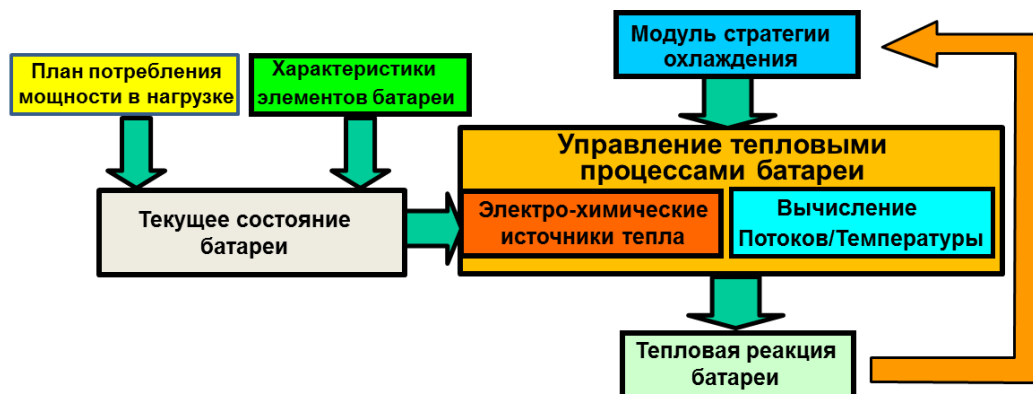 План потребления
мощности в нагрузке
Характеристики
элементов батареи
Модуль стратегии
охлаждения
Текущее состояние
батареи
Управление тепловыми
процессами батареи
Электро-химические
источники тепла
Вычисление
Потоков/Температуры
Тепловая реакция
батареи